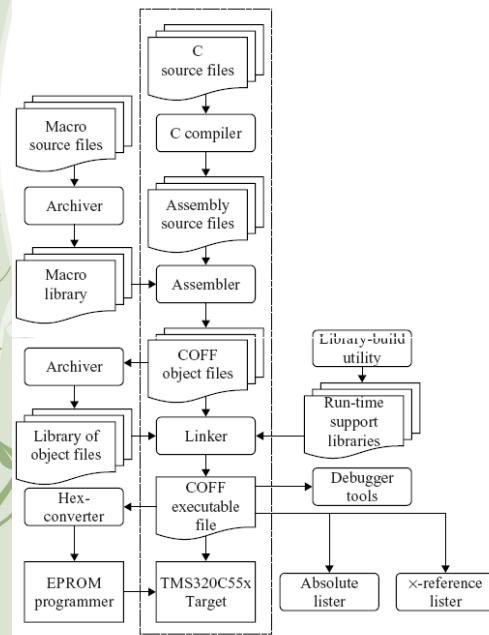 C
source files
Macro
source files
C compiler
Archiver
Assembly
source files
Macro
library
Assembler
COFF
object files
Library-build
utility
Archiver
Run-time
support
libraries
Library of
object files
Linker
COFF
executable
file
Debugger
tools
Hex-
converter
EPROM
programmer
TMS320C55x
Target
Absolute
lister
×-reference
lister